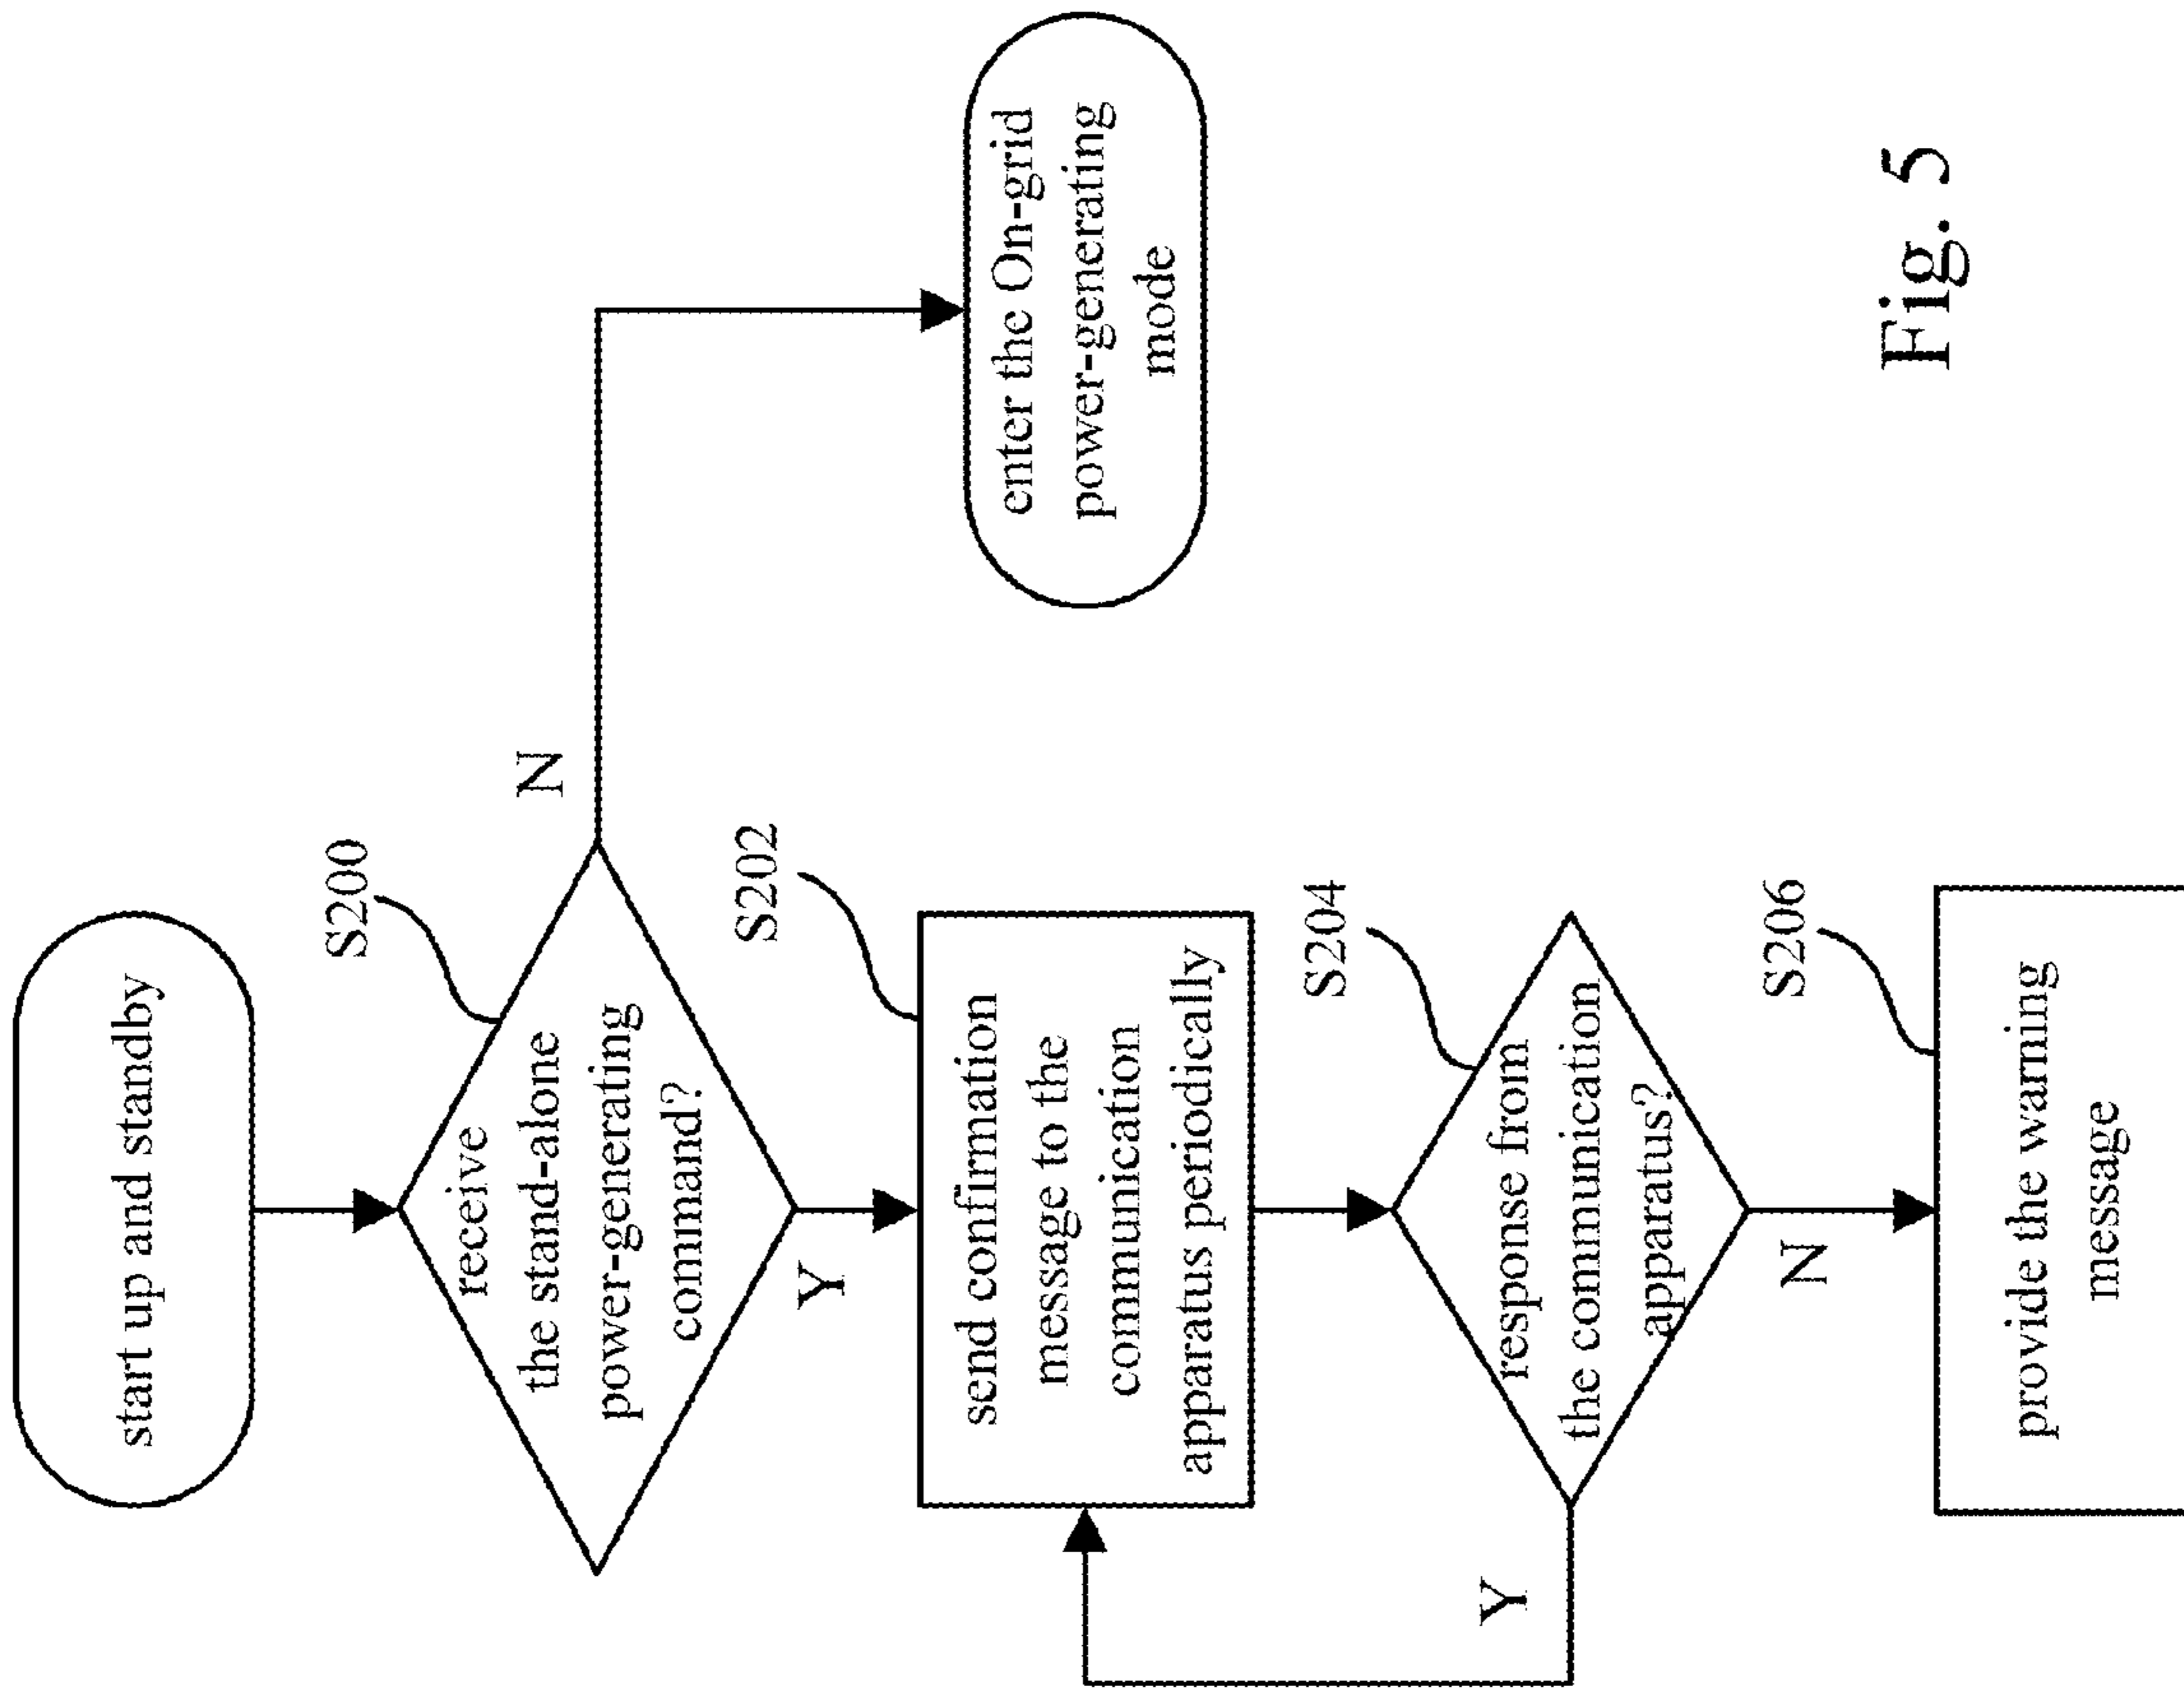 start up and standby
S200
receive
the stand-alone
power-generating
command?
N
Y
enter the On-grid
power-generating
mode
S202
send confirmation
message to the
communication
apparatus periodically
S204
response from
the communication
apparatus?
Y
N
S206
provide the warning
message
Fig. 5